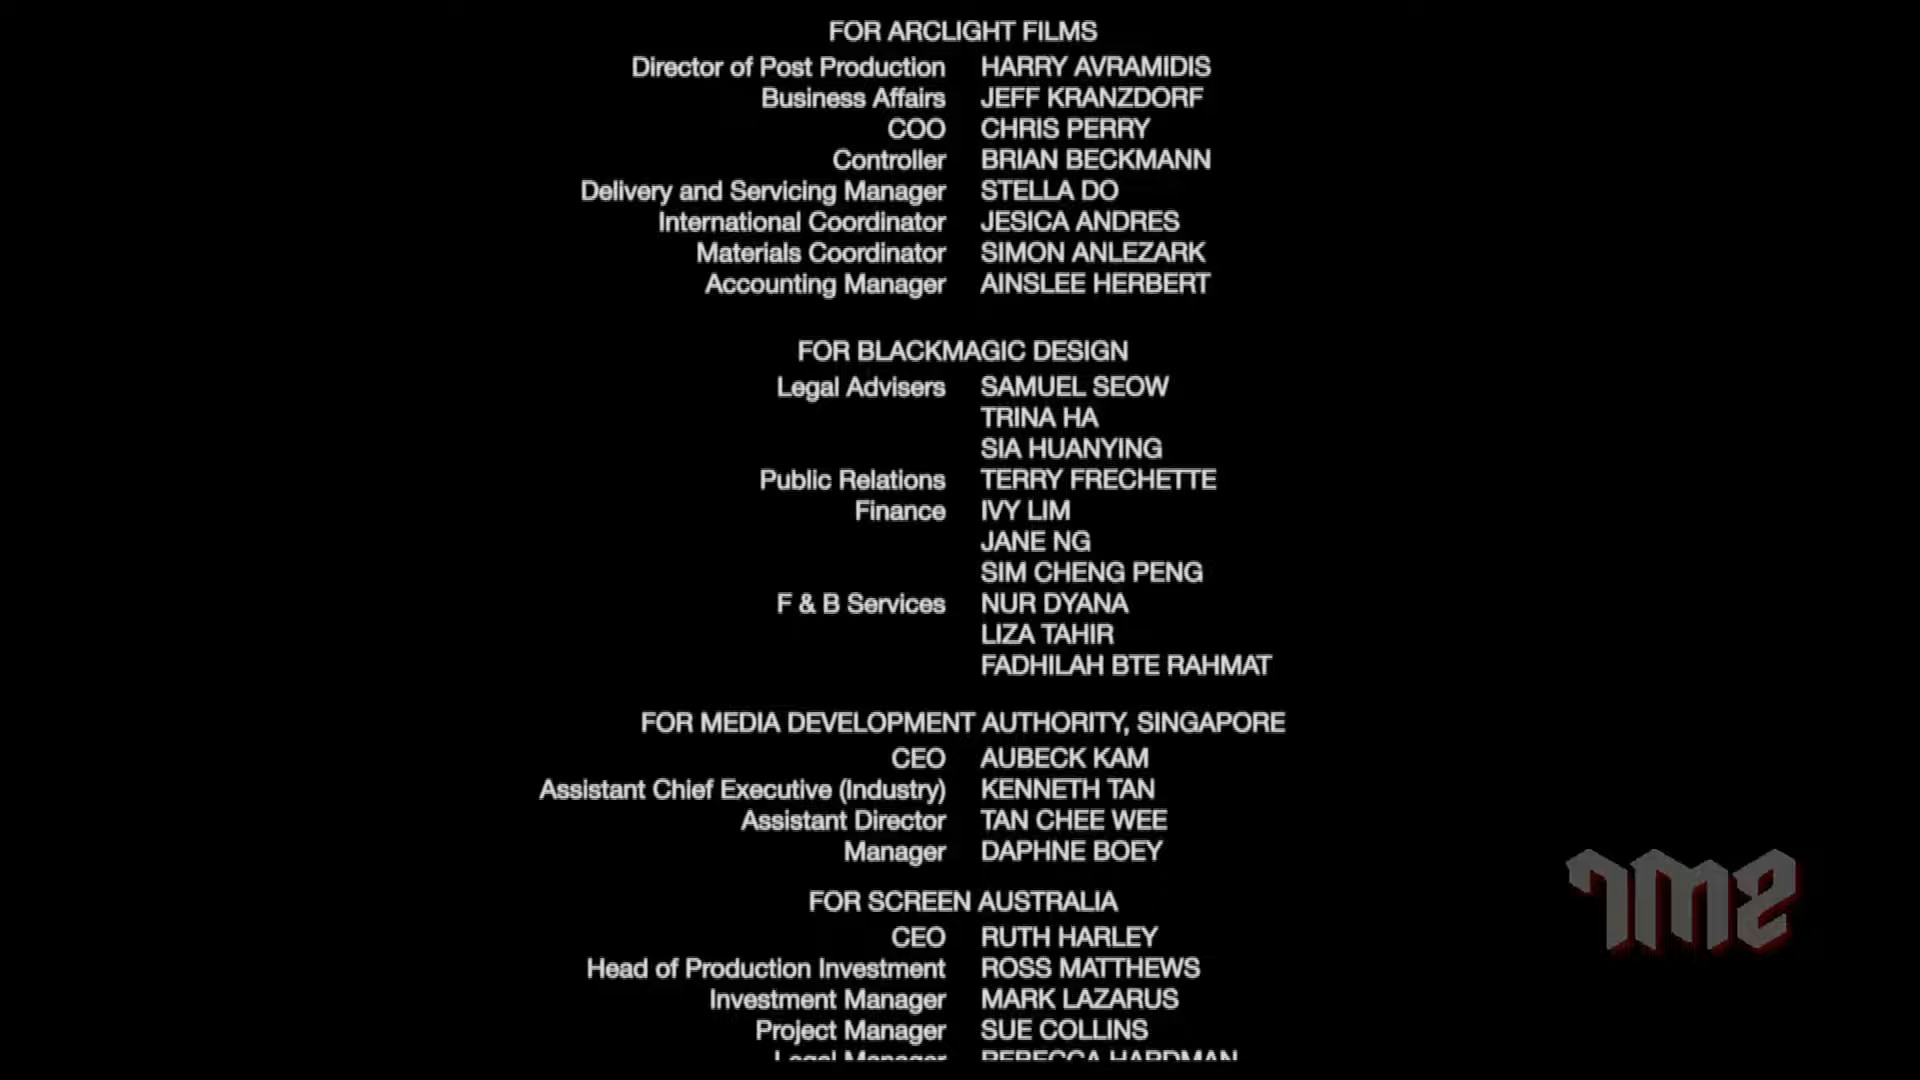 FOR ARCLIGHT FILMS
Director of Post Production HARRY AVRAMIDIS
Business Affairs JEFF KRANZDORF
COO CHRIS PERRY
Controller BRIAN BECKMANN
Delivery and Servicing Manager STELLA DO
International Coordinator JESICA ANDRES
Materials Coordinator SIMON ANLEZARK
Accounting Manager AINSLEE HERBERT
FOR BLACKMAGIC DESIGN
Legal Advisers SAMUEL SEOW
TRINA HA
SIA HUANYING
Public Relations TERRY FRECHETTE
Finance IVY LIM
JANE NG
SIM CHENG PENG
F & B Services NUR DYANA
LIZA TAHIR
FADHILAH BTE RAHMAT
FOR MEDIA DEVELOPMENT AUTHORITY, SINGAPORE
CEO AUBECK KAM
Assistant Chief Executive (Industry) KENNETH TAN
Assistant Director TAN CHEE WEE
Manager DAPHNE BOEY
FOR SCREEN AUSTRALIA
CEO RUTH HARLEY
Head of Production Investment ROSS MATTHEWS
Investment Manager MARK LAZARUS
Project Manager SUE COLLINS
Legal Manager REBECCA HARDMAN